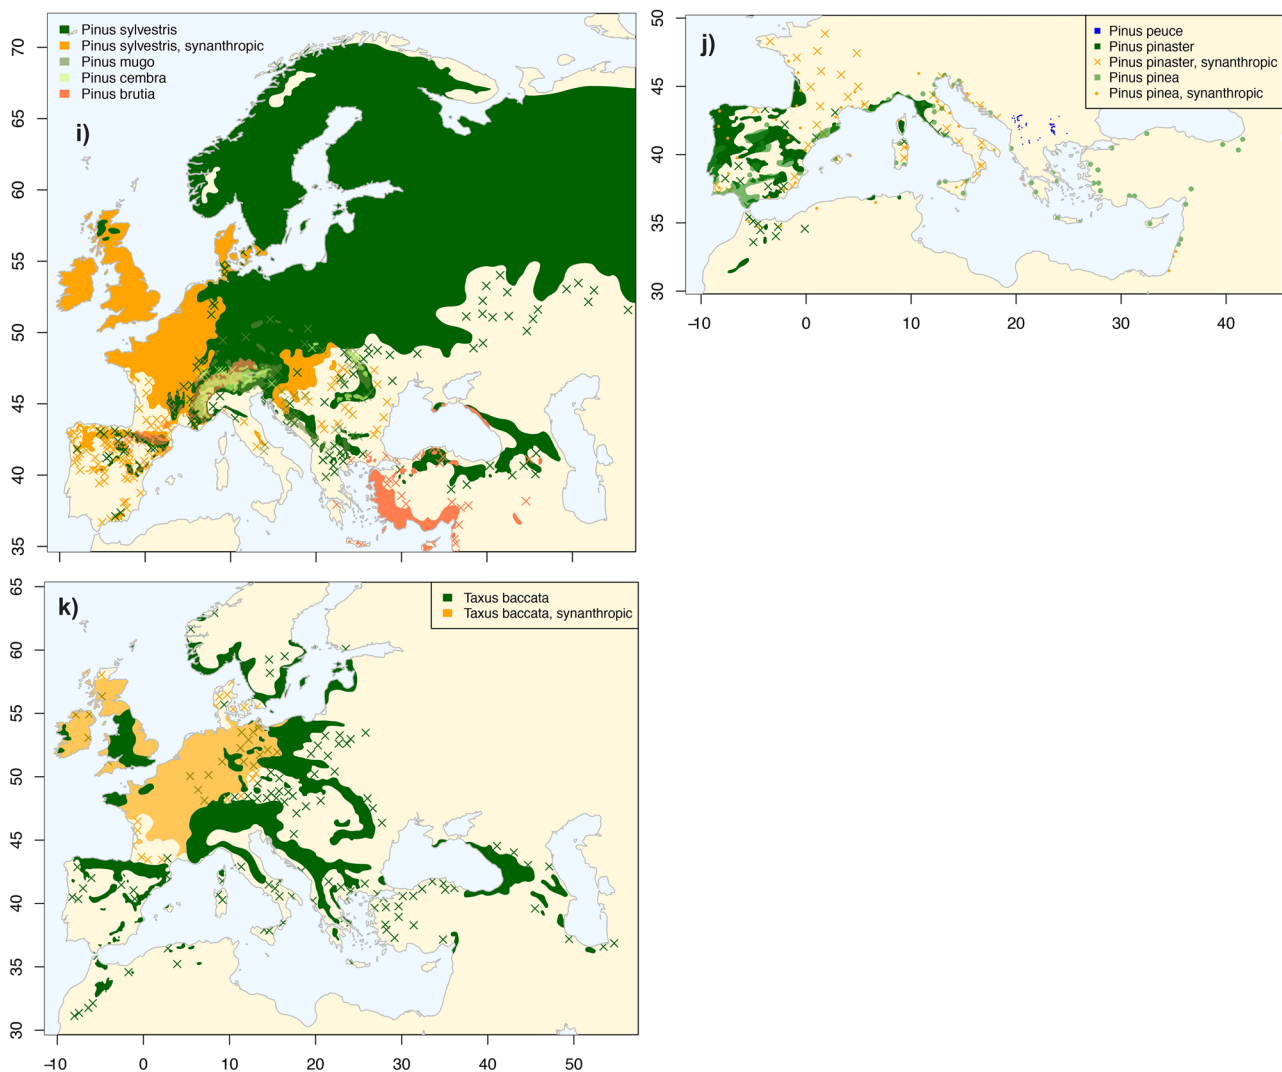 i)
Pinus sylvestris
Pinus sylvestris, synanthropic
Pinus mugo
Pinus cembra
Pinus brutia
70
65
60
55
50
45
40
35
j)
Pinus peuce
Pinus pinaster
Pinus pinaster, synanthropic
Pinus pinea
Pinus pinea, synanthropic
50
45
40
35
30
−10 0 10 20 30 40
k)
Taxus baccata
Taxus baccata, synanthropic
65
60
55
50
45
40
35
30
−10 0 10 20 30 40 50